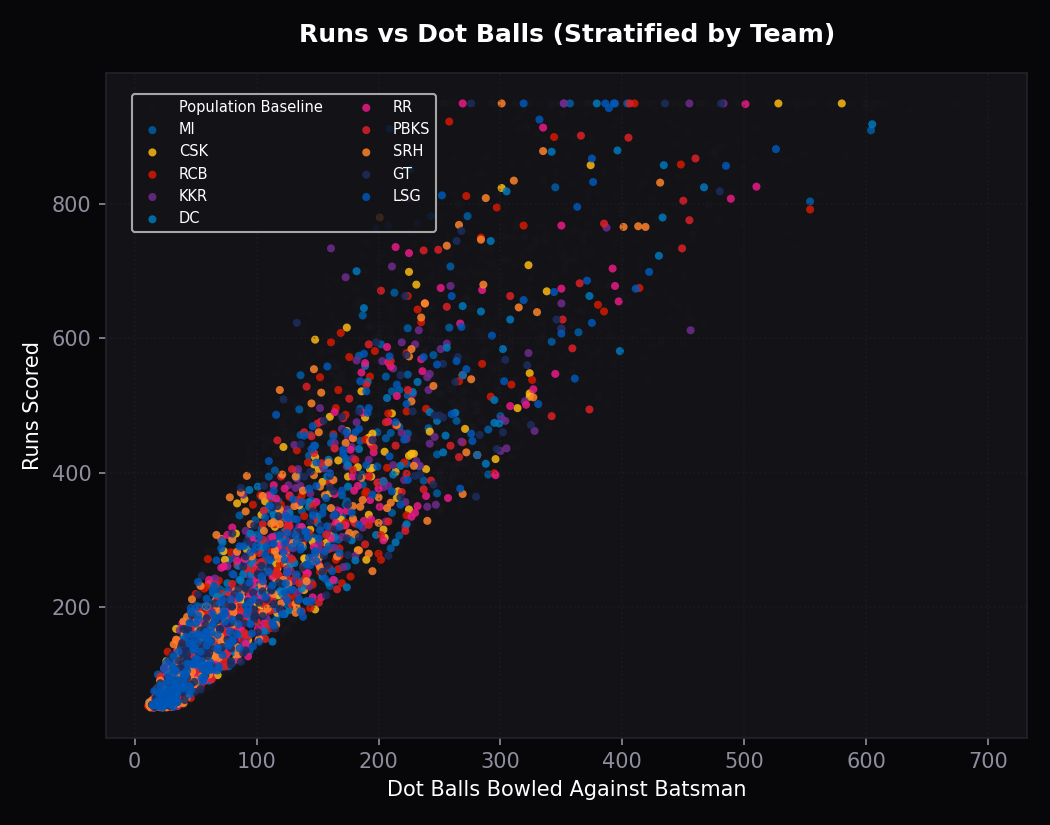 Runs vs Dot Balls (Stratified by Team)
Population Baseline
MI
CSK
RCB
KKR
DC
RR
PBKS
SRH
GT
LSG
Runs Scored
800
600
400
200
0 100 200 300 400 500 600 700
Dot Balls Bowled Against Batsman